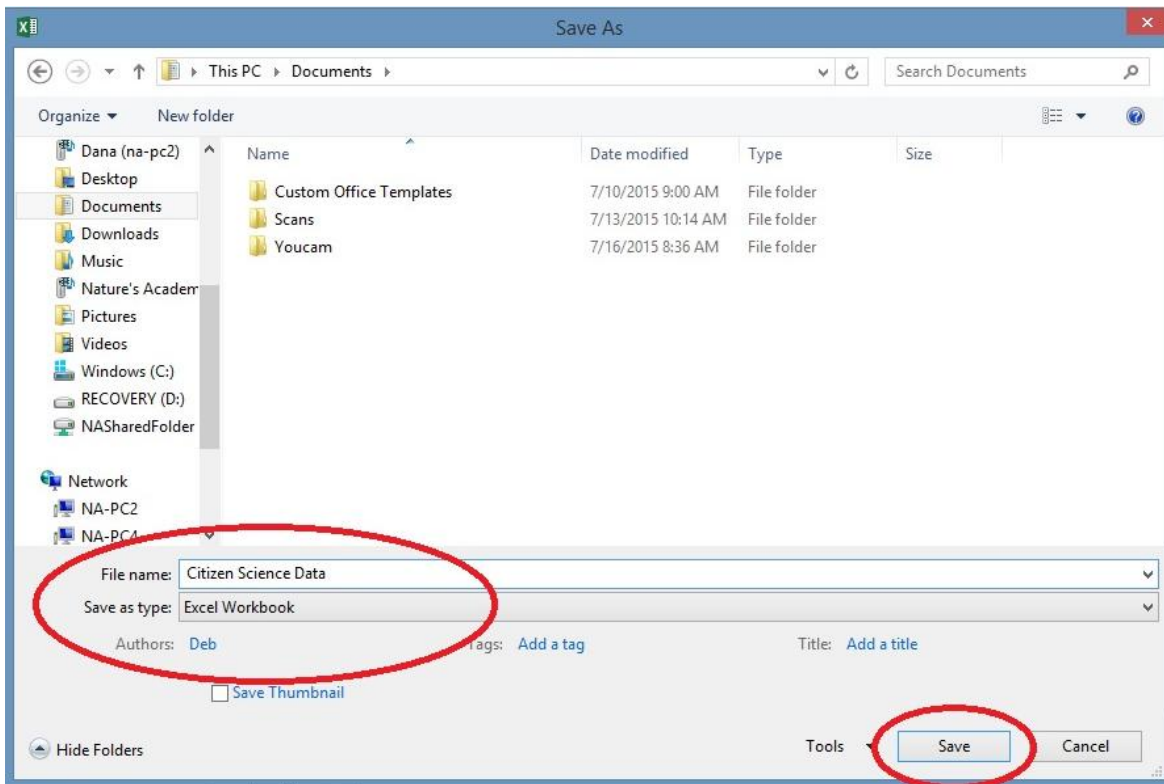 Save As
This PC Documents
Search Documents
Organize New folder
Name Date modified Type Size
Dana (na-pc2)
Desktop
Documents
Downloads
Music
Nature's Academ
Pictures
Videos
Windows (C:)
RECOVERY (D:)
NASharedFolder
Network
NA-PC2
NA-PC4
Custom Office Templates 7/10/2015 9:00 AM File folder
Scans 7/13/2015 10:14 AM File folder
Youcam 7/16/2015 8:36 AM File folder
File name: Citizen Science Data
Save as type: Excel Workbook
Authors: Deb Tags: Add a tag Title: Add a title
Save Thumbnail
Hide Folders Tools Save Cancel